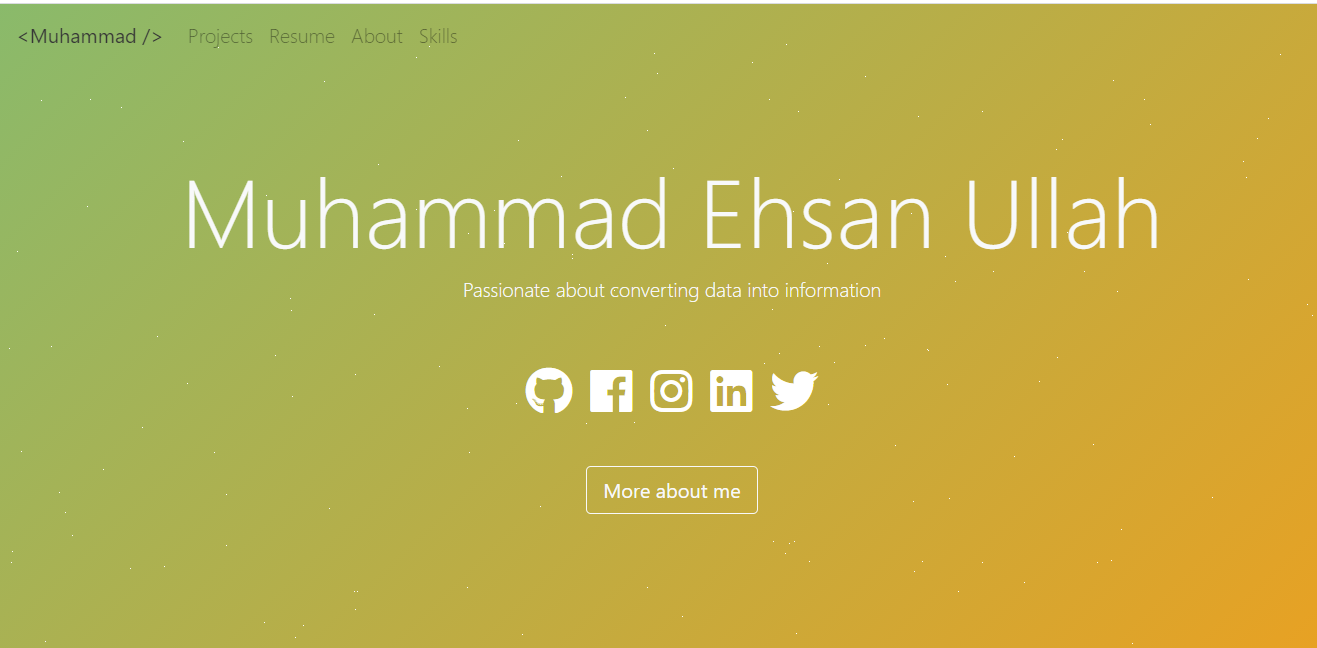 <Muhammad /> Projects Resume About Skills
Muhammad Ehsan Ullah
Passionate about converting data into information
More about me